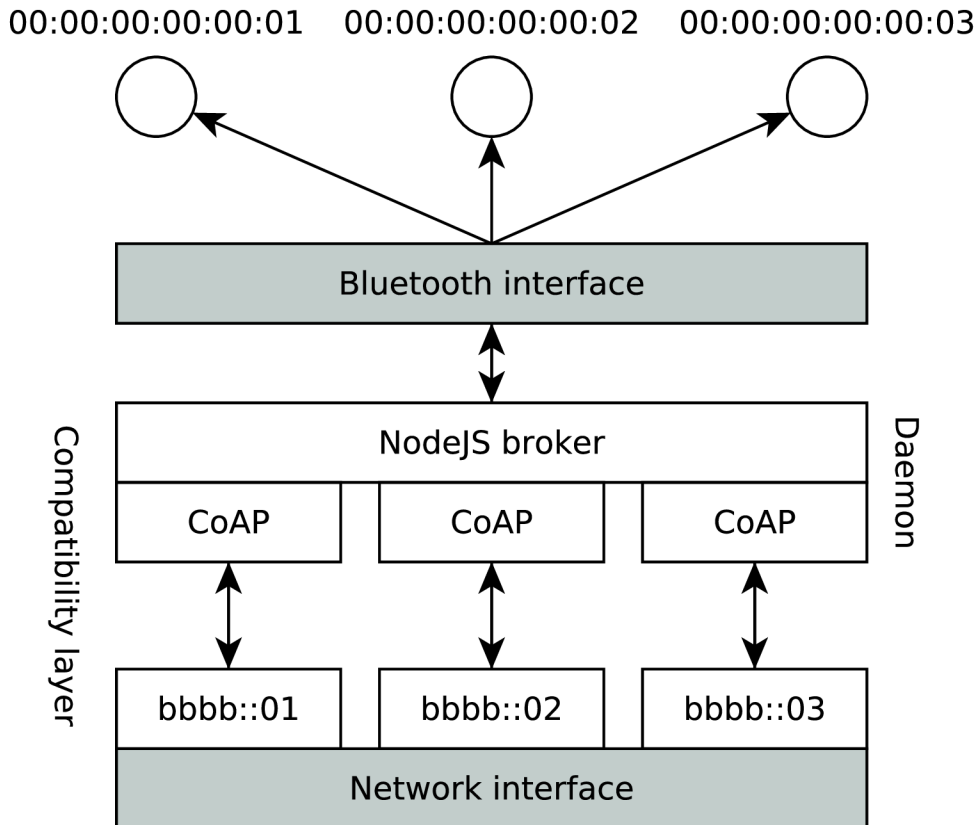 00:00:00:00:00:01 00:00:00:00:00:02 00:00:00:00:00:03
Bluetooth interface
NodeJS broker
Daemon
Compatibility layer
CoAP CoAP CoAP
bbbb::01 bbbb::02 bbbb::03
Network interface